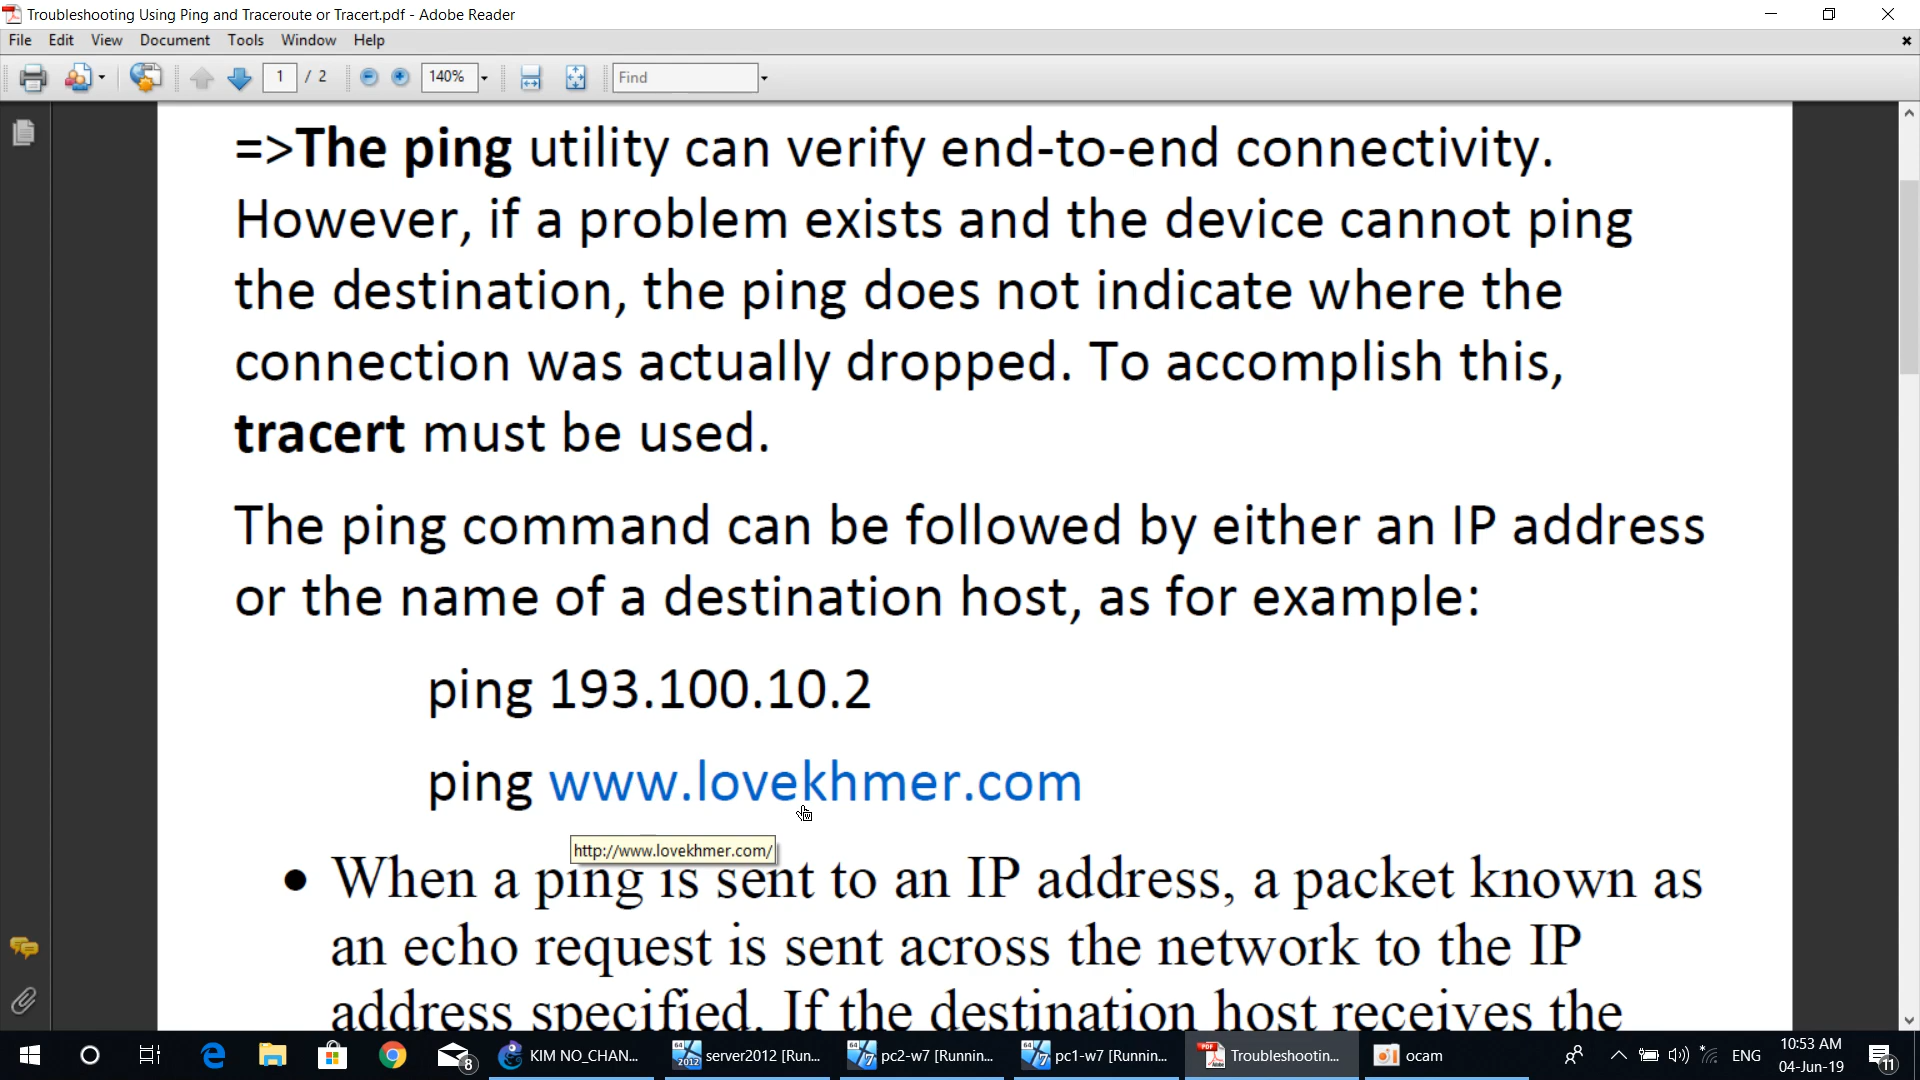 Troubleshooting Using Ping and Traceroute or Tracert.pdf - Adobe Reader
File Edit View Document Tools Window Help
1 / 2 140% Find
=>The ping utility can verify end-to-end connectivity.
However, if a problem exists and the device cannot ping
the destination, the ping does not indicate where the
connection was actually dropped. To accomplish this,
tracert must be used.
The ping command can be followed by either an IP address
or the name of a destination host, as for example:
ping 193.100.10.2
ping www.lovekhmer.com
http://www.lovekhmer.com/
• When a ping is sent to an IP address, a packet known as
an echo request is sent across the network to the IP
address specified. If the destination host receives the
8 KIM NO_CHAN... server2012 [Run... pc2-w7 [Runnin... pc1-w7 [Runnin... Troubleshootin... ocam ENG 10:53 AM
04-Jun-19 11